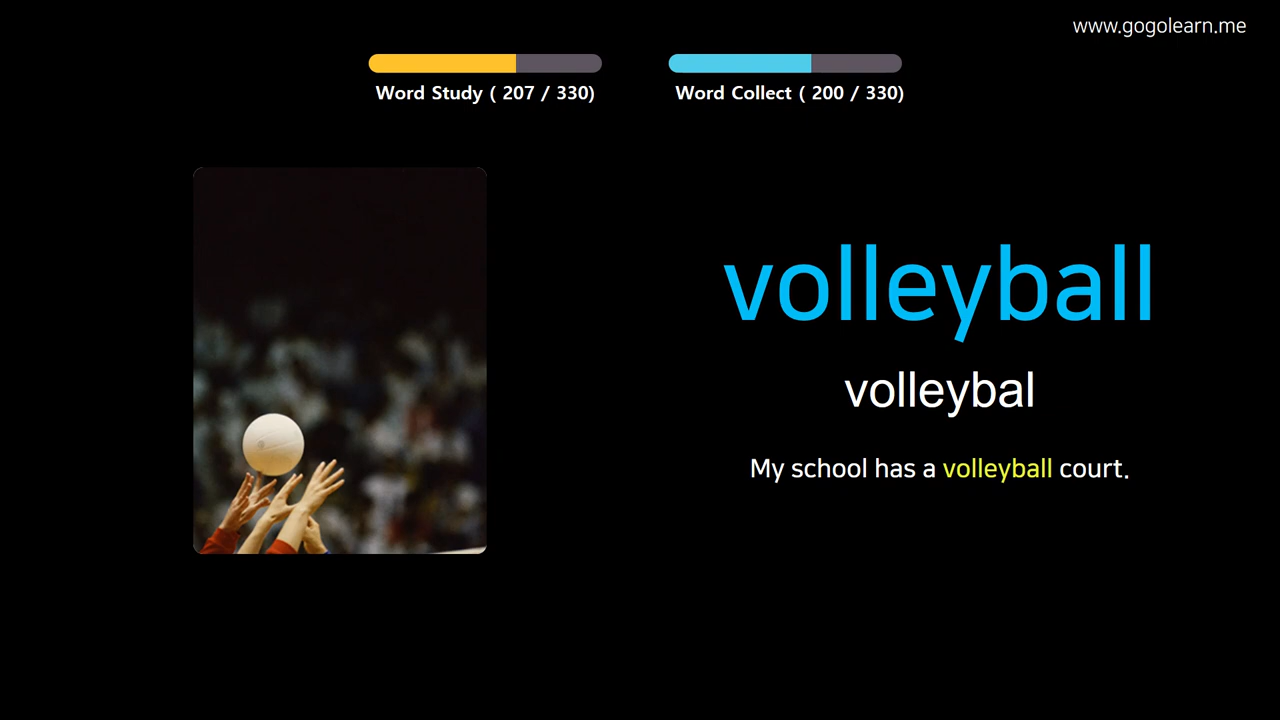 www.gogolearn.me
Word Study ( 207 / 330)
Word Collect ( 200 / 330)
volleyball
volleybal
My school has a volleyball court.